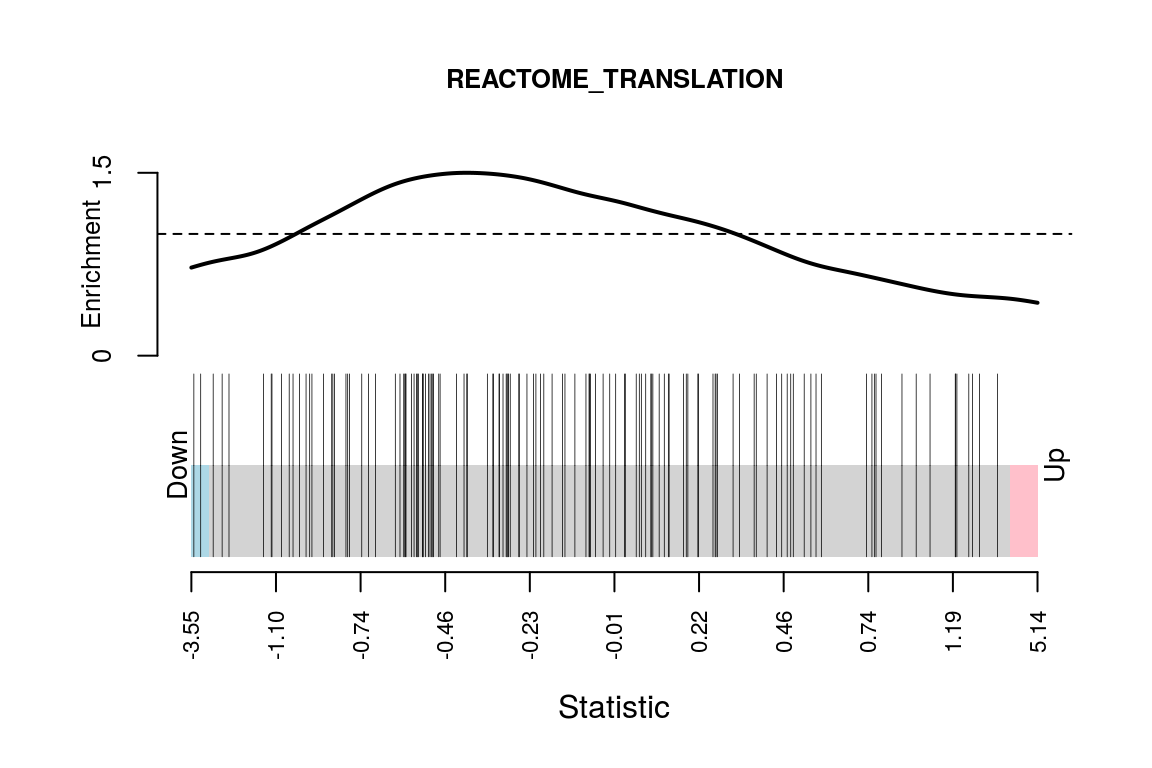 REACTOME_TRANSLATION
1.5
Enrichment
0
Down
Up
-3.55
-1.10
-0.74
-0.46
-0.23
-0.01
0.22
0.46
0.74
1.19
5.14
Statistic